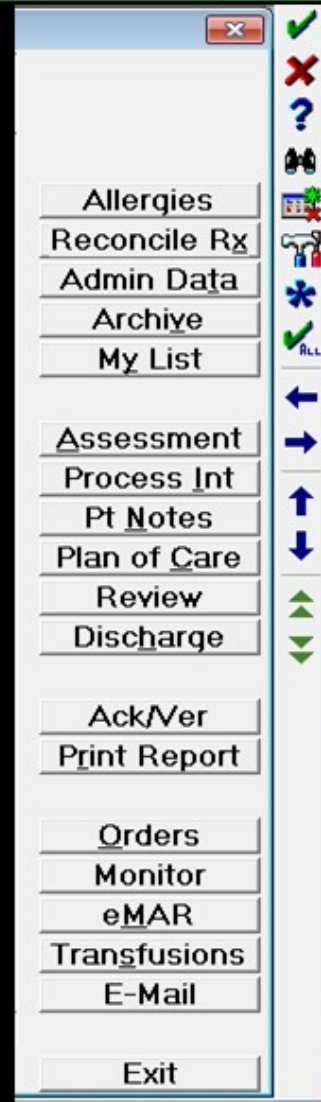 Allergies
Reconcile Rx
Admin Data
Archive
My List
Assessment
Process Int
Pt Notes
Plan of Care
Review
Discharge
Ack/Ver
Print Report
Orders
Monitor
eMAR
Transfusions
E-Mail
Exit
?
ALL